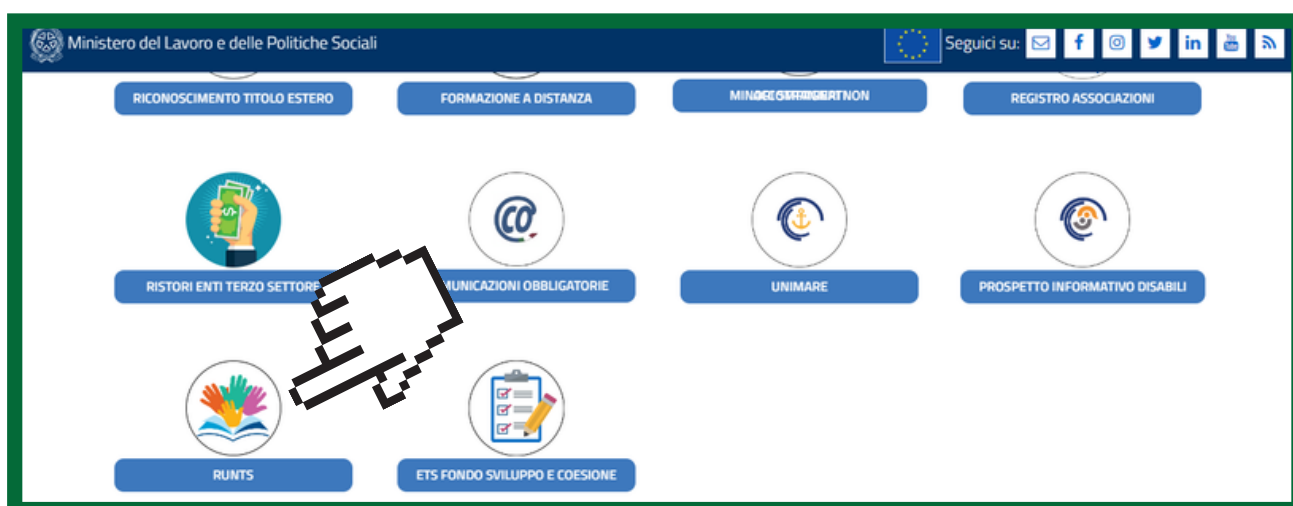 Ministero del Lavoro e delle Politiche Sociali
Seguici su:
RICONOSCIMENTO TITOLO ESTERO
FORMAZIONE A DISTANZA
NON
REGISTRO ASSOCIAZIONI
RISTORI ENTI TERZO SETTORE
MUNICAZIONI OBBLIGATORIE
UNIMARE
PROSPETTO INFORMATIVO DISABILI
RUNTS
ETS FONDO SVILUPPO E COESIONE